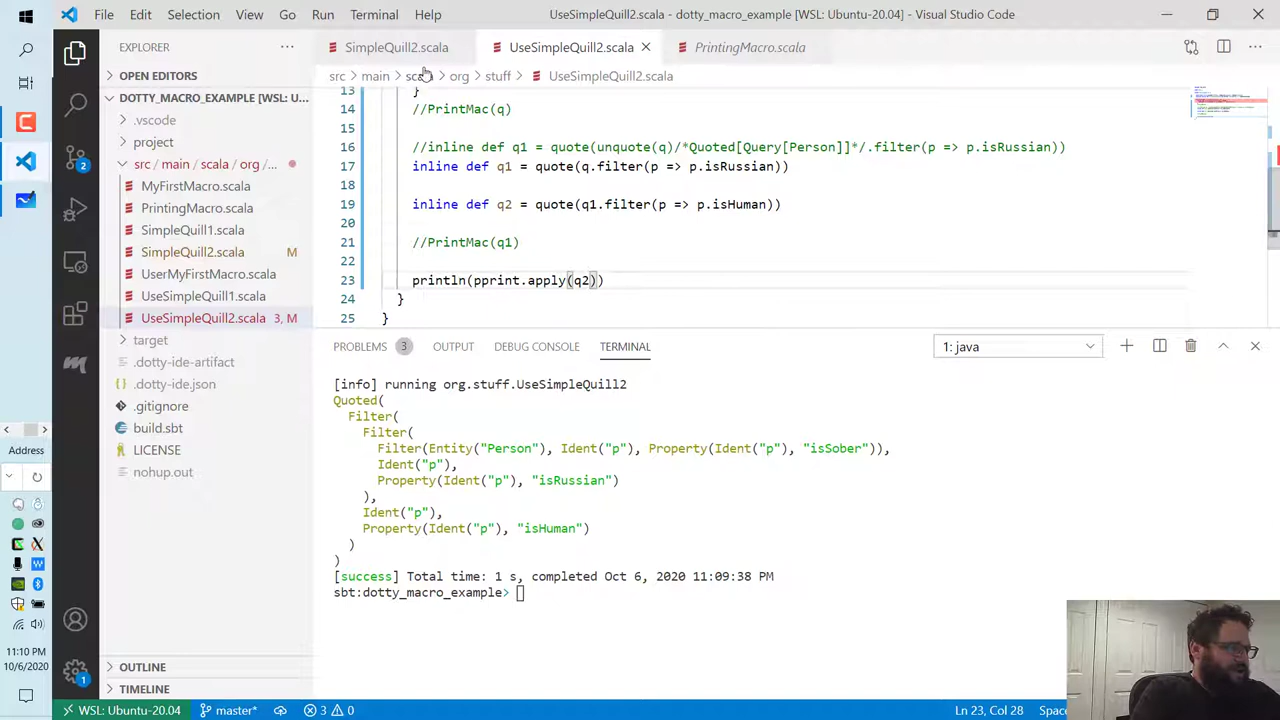 File Edit Selection View Go Run Terminal Help
UseSimpleQuill2.scala - dotty_macro_example [WSL: Ubuntu-20.04] - Visual Studio Code
EXPLORER
SimpleQuill2.scala
UseSimpleQuill2.scala
PrintingMacro.scala
src > main > scala > org > stuff > UseSimpleQuill2.scala
OPEN EDITORS
DOTTY_MACRO_EXAMPLE [WSL: U...
.vscode
project
src / main / scala / org / ...
MyFirstMacro.scala
PrintingMacro.scala
SimpleQuill1.scala
SimpleQuill2.scala M
UserMyFirstMacro.scala
UseSimpleQuill1.scala
UseSimpleQuill2.scala 3, M
target
.dotty-ide-artifact
.dotty-ide.json
.gitignore
build.sbt
LICENSE
nohup.out
OUTLINE
TIMELINE
13 }
14 //PrintMac(q)
15
16 //inline def q1 = quote(unquote(q)/*Quoted[Query[Person]]*/.filter(p => p.isRussian))
17 inline def q1 = quote(q.filter(p => p.isRussian))
18
19 inline def q2 = quote(q1.filter(p => p.isHuman))
20
21 //PrintMac(q1)
22
23 println(pprint.apply(q2))
24 }
25 }
PROBLEMS 3 OUTPUT DEBUG CONSOLE TERMINAL
1: java
[info] running org.stuff.UseSimpleQuill2
Quoted(
Filter(
Filter(
Filter(Entity("Person"), Ident("p"), Property(Ident("p"), "isSober")),
Ident("p"),
Property(Ident("p"), "isRussian")
),
Ident("p"),
Property(Ident("p"), "isHuman")
)
)
[success] Total time: 1 s, completed Oct 6, 2020 11:09:38 PM
sbt:dotty_macro_example>
2
1
Address
11:10 PM
10/6/2020
WSL: Ubuntu-20.04 master* 3 0
Ln 23, Col 28